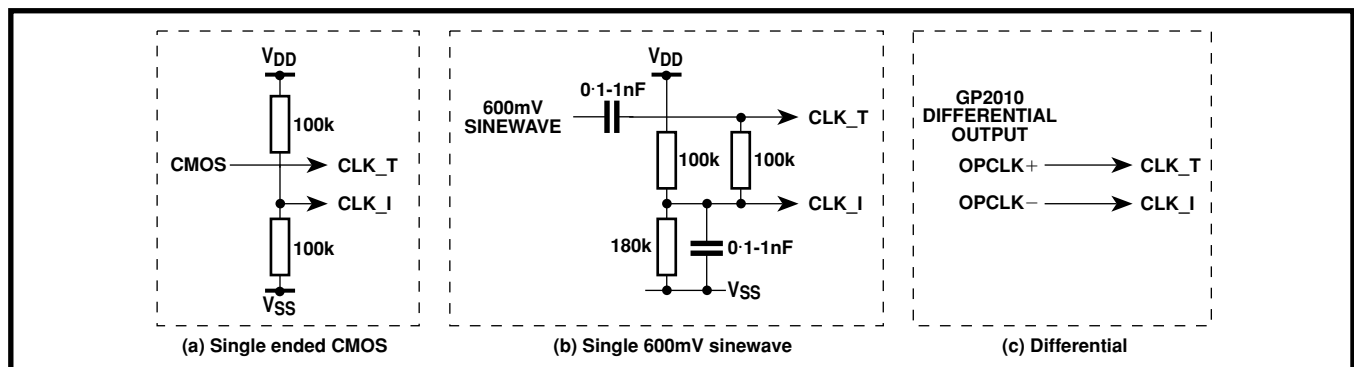 VDD
100k
CMOS
CLK_T
CLK_I
100k
VSS
(a) Single ended CMOS
VDD
0·1-1nF
600mV
SINEWAVE
CLK_T
100k
100k
CLK_I
180k
0·1-1nF
VSS
(b) Single 600mV sinewave
GP2010
DIFFERENTIAL
OUTPUT
OPCLK+
CLK_T
OPCLK−
CLK_I
(c) Differential